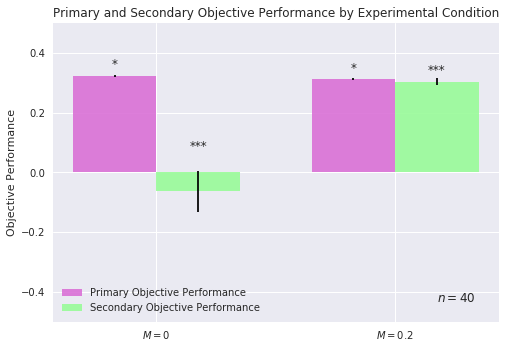 Primary and Secondary Objective Performance by Experimental Condition
Objective Performance
0.4
0.2
0.0
−0.2
−0.4
*
***
*
***
Primary Objective Performance
Secondary Objective Performance
n = 40
M = 0
M = 0.2